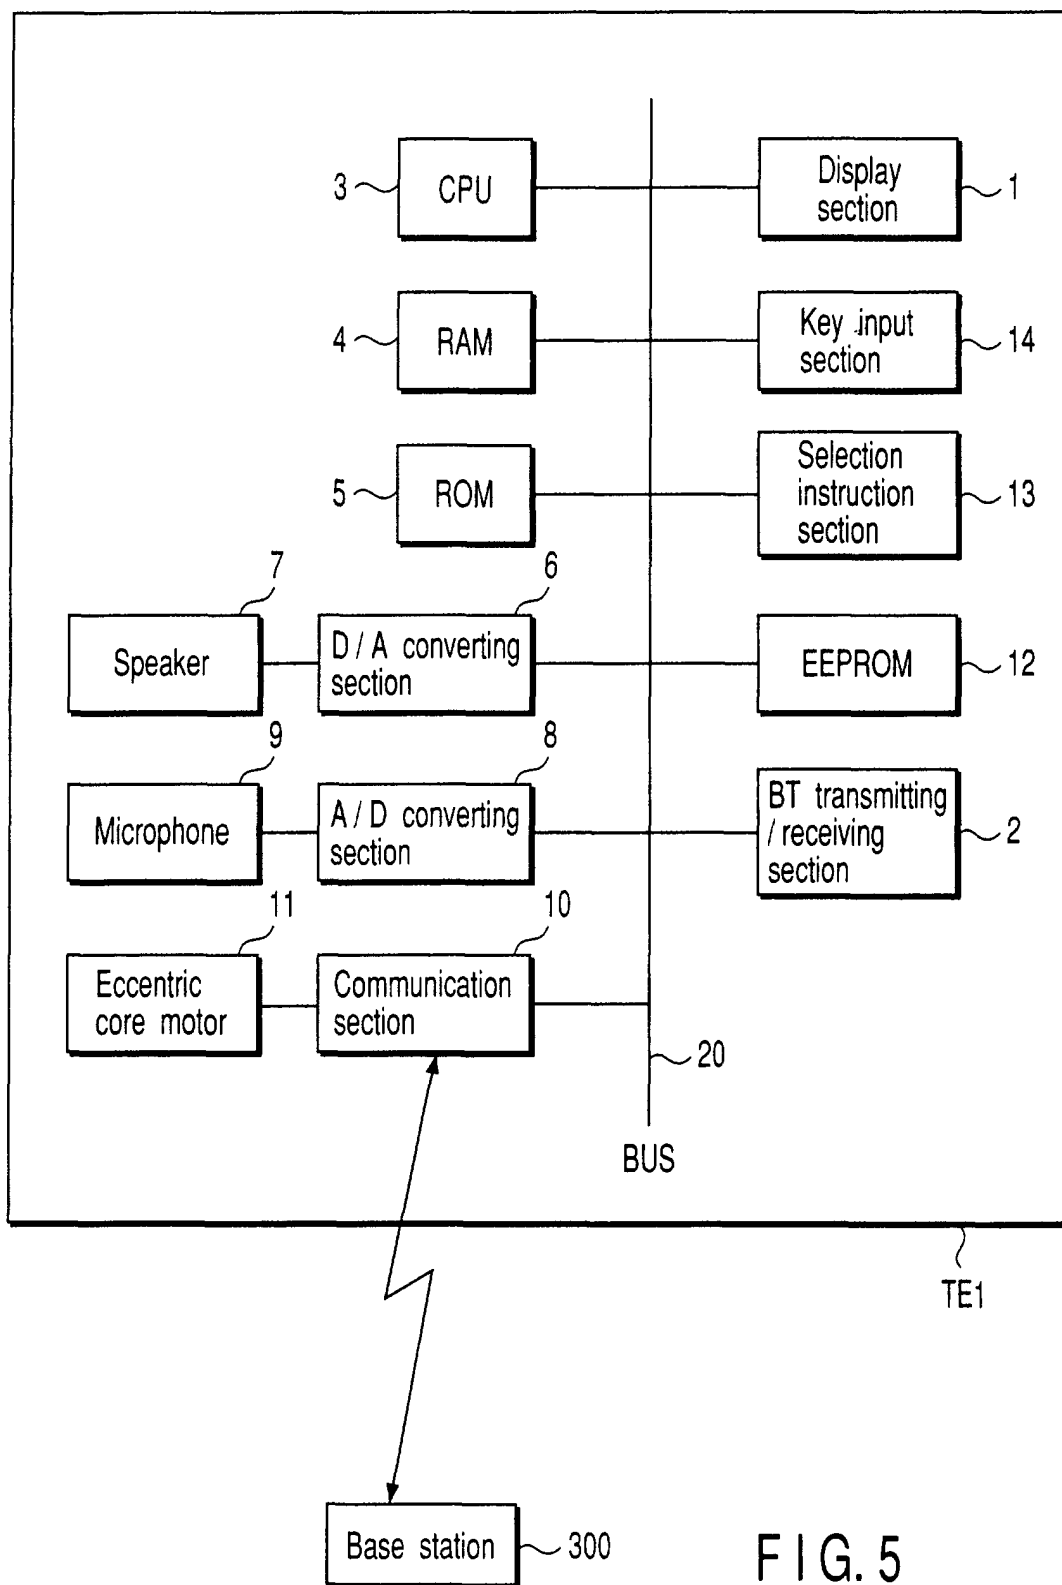 3
CPU
Display
section
1
4
RAM
Key input
section
14
5
ROM
Selection
instruction
section
13
7
Speaker
6
D / A converting
section
EEPROM
12
9
Microphone
8
A / D converting
section
BT transmitting
/ receiving
section
2
11
Eccentric
core motor
10
Communication
section
20
BUS
TE1
Base station
300
FIG. 5